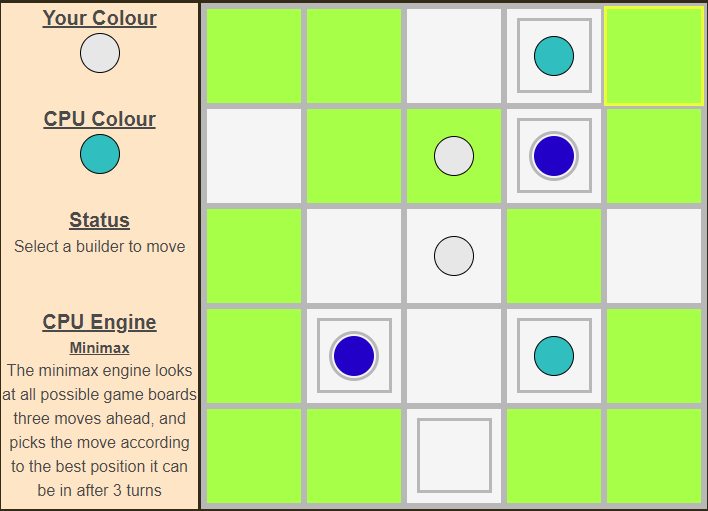 Your Colour
CPU Colour
Status
Select a builder to move
CPU Engine
Minimax
The minimax engine looks
at all possible game boards
three moves ahead, and
picks the move according
to the best position it can
be in after 3 turns